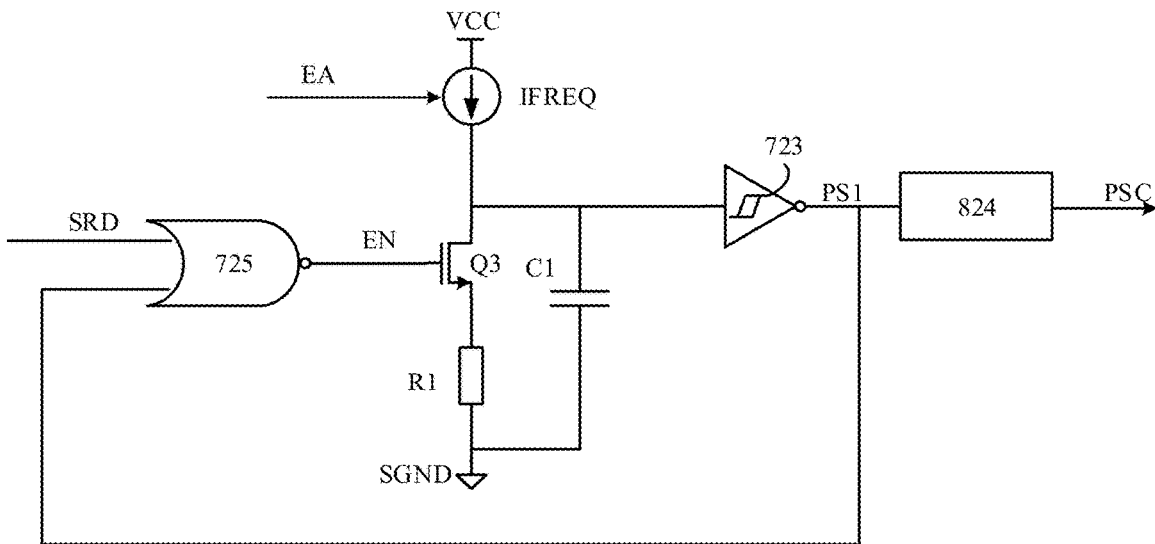 VCC
EA
IFREQ
723
PS1
824
PSC
SRD
725
EN
Q3
C1
R1
SGND